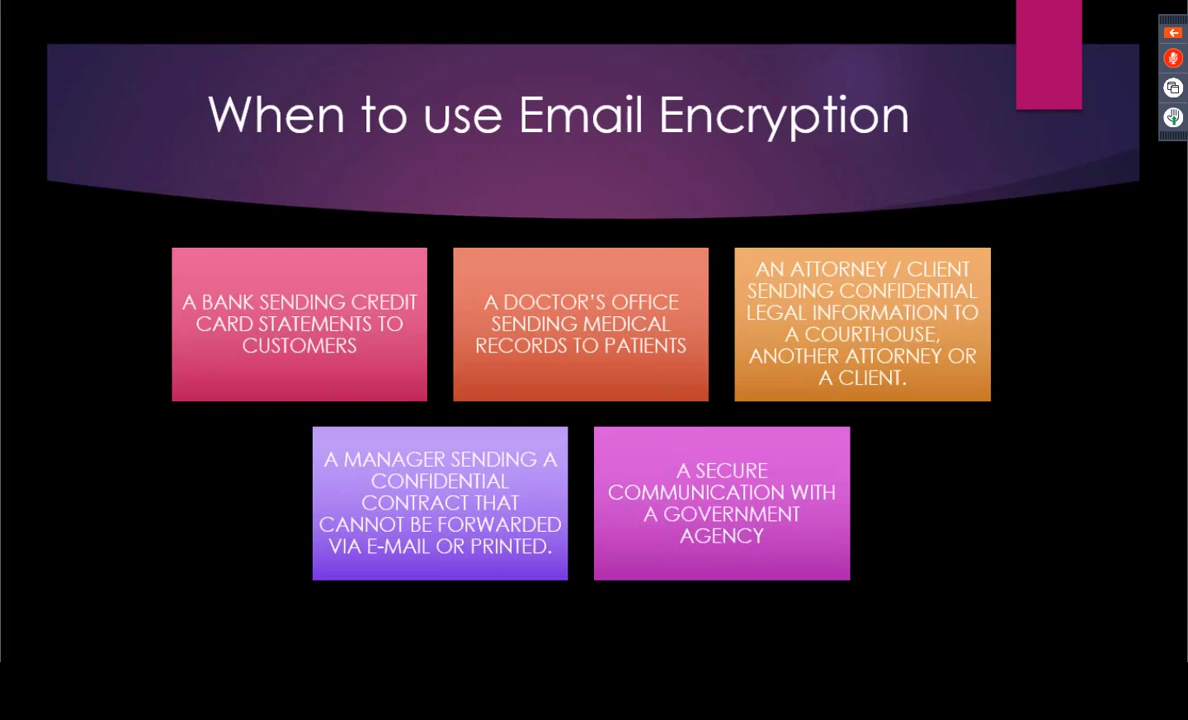 When to use Email Encryption
A BANK SENDING CREDIT
CARD STATEMENTS TO
CUSTOMERS
A DOCTOR'S OFFICE
SENDING MEDICAL
RECORDS TO PATIENTS
AN ATTORNEY / CLIENT
SENDING CONFIDENTIAL
LEGAL INFORMATION TO
A COURTHOUSE,
ANOTHER ATTORNEY OR
A CLIENT.
A MANAGER SENDING A
CONFIDENTIAL
CONTRACT THAT
CANNOT BE FORWARDED
VIA E-MAIL OR PRINTED.
A SECURE
COMMUNICATION WITH
A GOVERNMENT
AGENCY